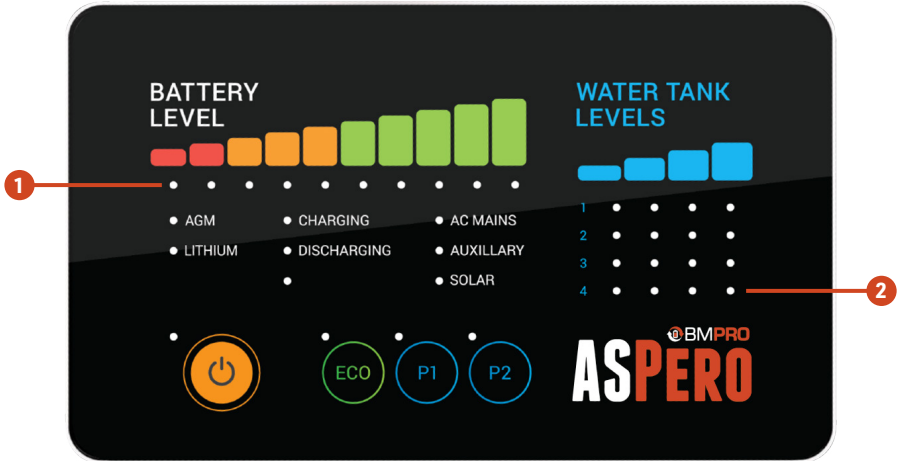 BATTERY
LEVEL
WATER TANK
LEVELS
1
AGM
CHARGING
AC MAINS
LITHIUM
DISCHARGING
AUXILLARY
SOLAR
1
2
3
4
2
ECO
P1
P2
BMPRO
ASPERO